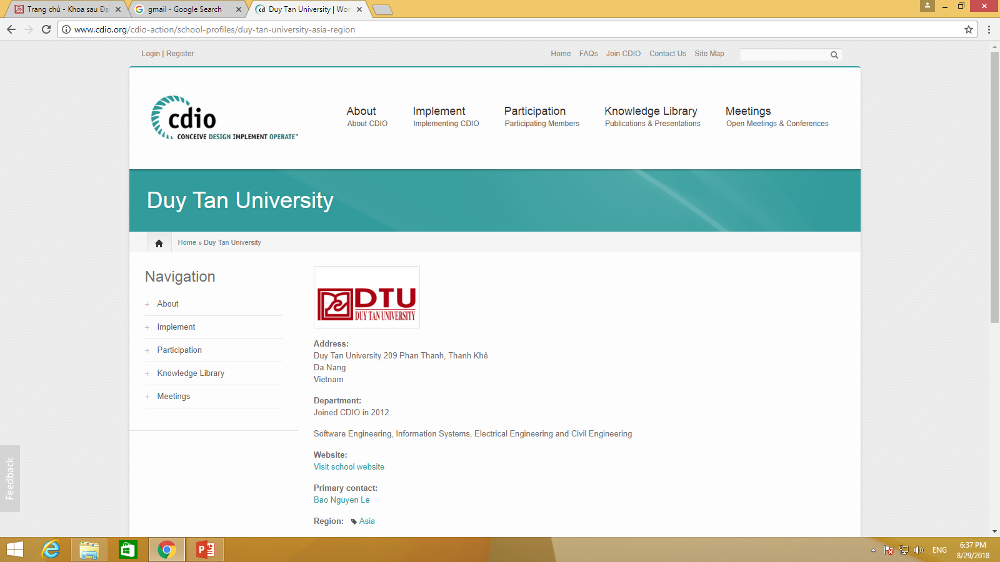 Trang chủ - Khoa sau Đạ
gmail - Google Search
cd Duy Tan University | Wor
www.cdio.org/cdio-action/school-profiles/duy-tan-university-asia-region
Login | Register
Home FAQs Join CDIO Contact Us Site Map
cdio
CONCEIVE DESIGN IMPLEMENT OPERATE™
About Implement Participation Knowledge Library Meetings
About CDIO Implementing CDIO Participating Members Publications & Presentations Open Meetings & Conferences
Duy Tan University
Home » Duy Tan University
Navigation
+ About
+ Implement
+ Participation
+ Knowledge Library
+ Meetings
DTU
DUY TAN UNIVERSITY
Address:
Duy Tan University 209 Phan Thanh, Thanh Khê
Da Nang
Vietnam
Department:
Joined CDIO in 2012
Software Engineering, Information Systems, Electrical Engineering and Civil Engineering
Website:
Visit school website
Primary contact:
Bao Nguyen Le
Region: Asia
Feedback
ENG
6:37 PM
8/29/2018